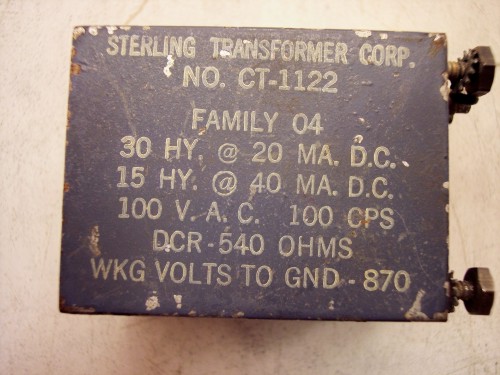 STERLING TRANSFORMER CORP.
NO. CT-1122
FAMILY 04
30 HY. @ 20 MA. D.C.
15 HY. @ 40 MA. D.C.
100 V. A. C. 100 CPS
DCR-540 OHMS
WKG VOLTS TO GND - 870